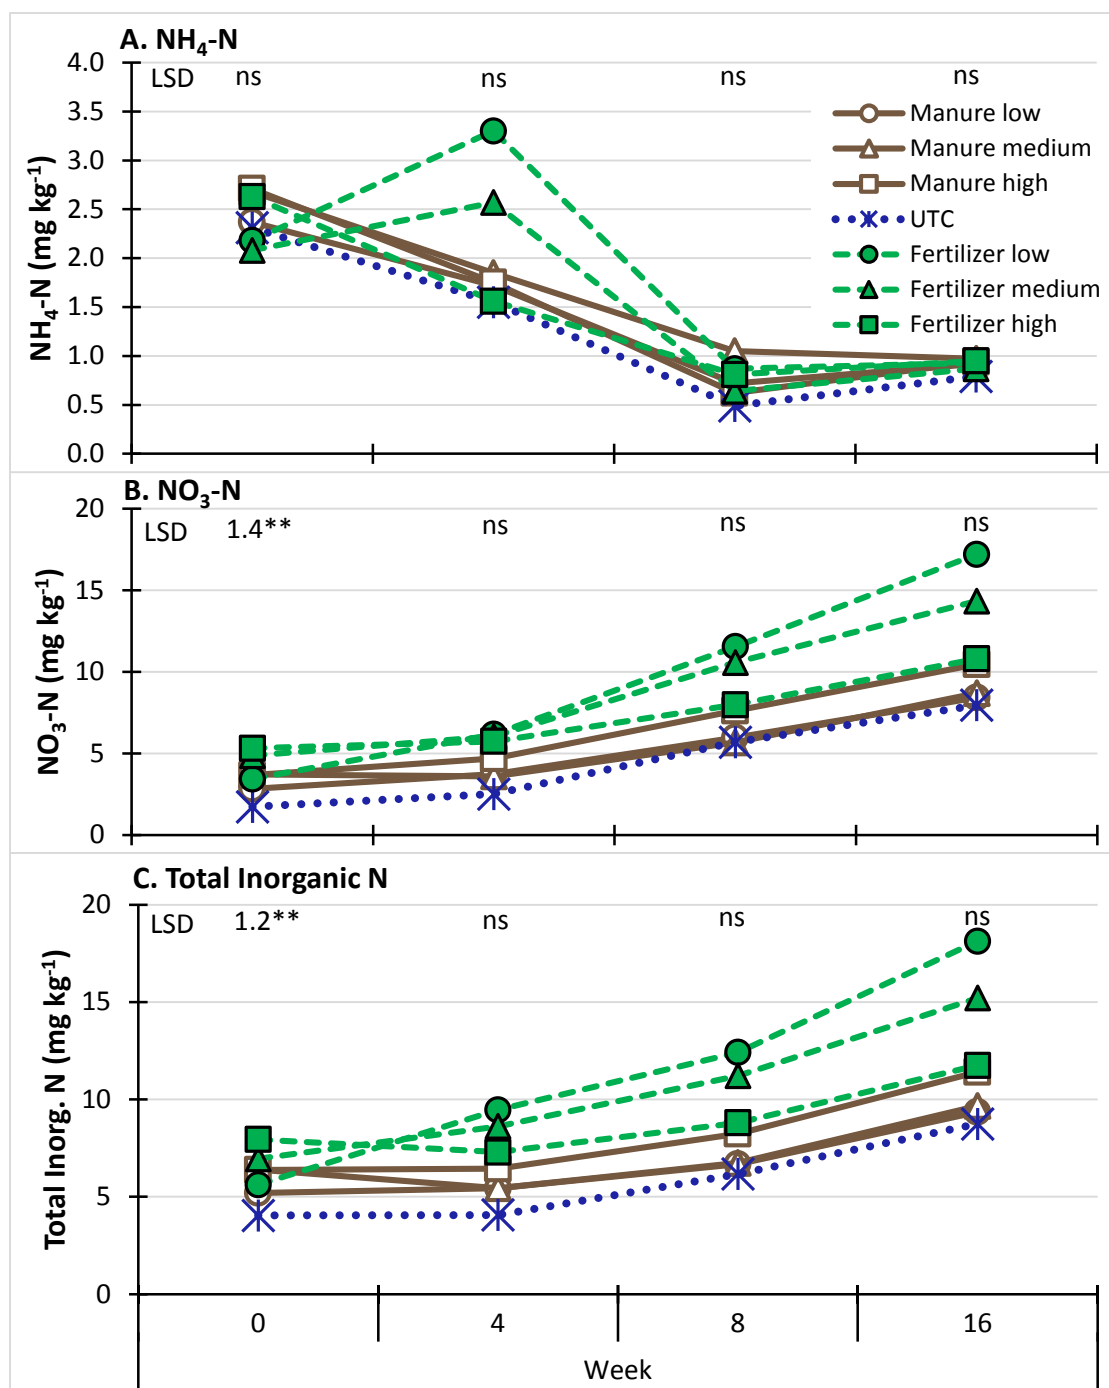 A. NH₄-N
LSD ns ns ns ns
4.0
3.5
3.0
2.5
2.0
1.5
1.0
0.5
0.0
NH₄-N (mg kg⁻¹)
Manure low
Manure medium
Manure high
UTC
Fertilizer low
Fertilizer medium
Fertilizer high
B. NO₃-N
LSD 1.4** ns ns ns
20
15
10
5
0
NO₃-N (mg kg⁻¹)
C. Total Inorganic N
LSD 1.2** ns ns ns
20
15
10
5
0
Total Inorg. N (mg kg⁻¹)
0 4 8 16
Week